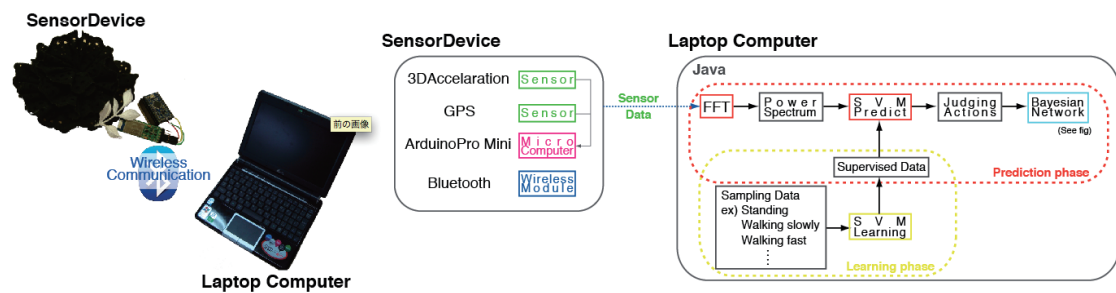 SensorDevice
前の画像
Wireless
Communication
Laptop Computer
SensorDevice
3DAccelaration
Sensor
GPS
Sensor
ArduinoPro Mini
Micro
Computer
Bluetooth
Wireless
Module
Sensor
Data
Laptop Computer
Java
FFT
Power
Spectrum
SVM
Predict
Judging
Actions
Bayesian
Network
(See fig)
Supervised Data
Prediction phase
Sampling Data
ex) Standing
Walking slowly
Walking fast
⋮
SVM
Learning
Learning phase